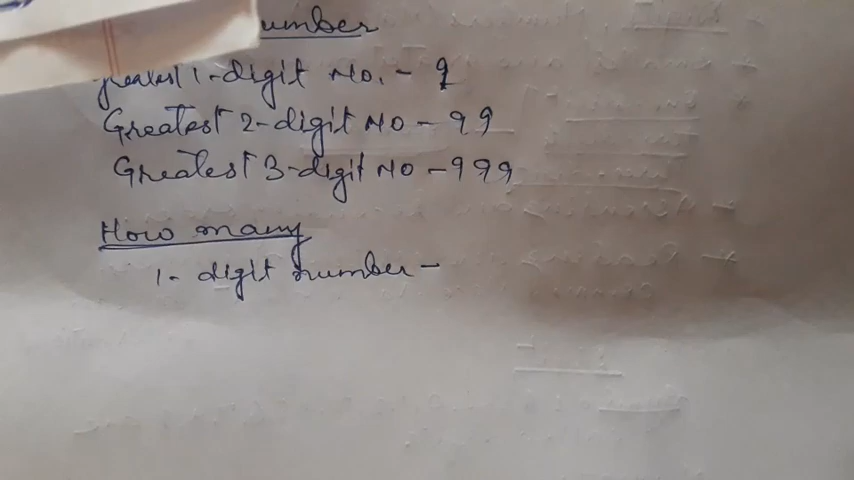 umber
Greatest 1-digit No. - 9
Greatest 2-digit NO - 99
Greatest 3-digit NO - 999
How many
1- digit number -